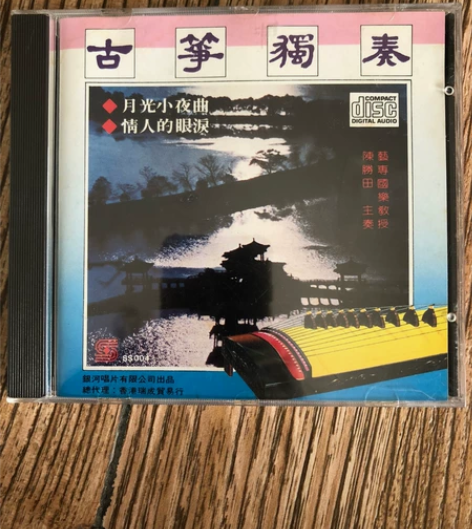 古箏獨奏
◆月光小夜曲
◆情人的眼淚
COMPACT
disc
DIGITAL AUDIO
藝專國樂教授
陳勝田 主奏
BS004
銀河唱片有限公司出品
總代理：香港瑞成貿易行